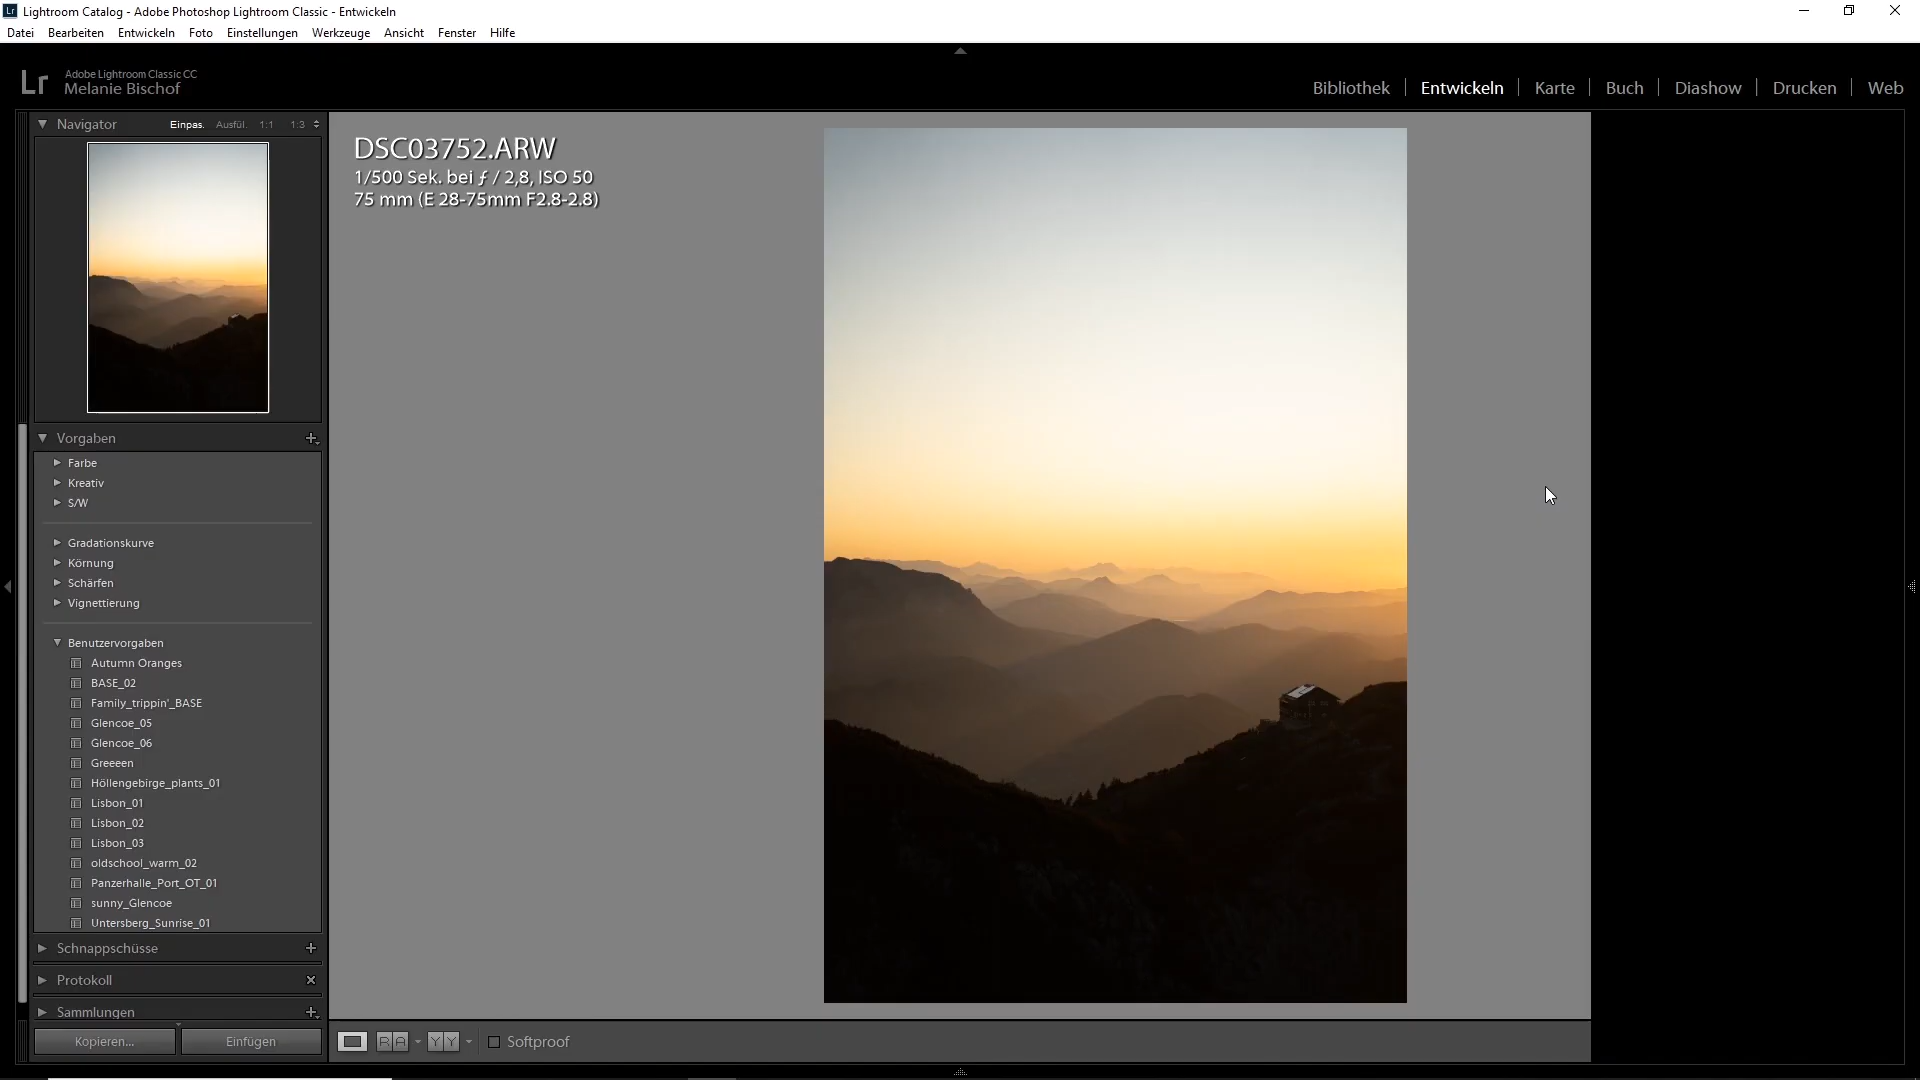 Lightroom Catalog - Adobe Photoshop Lightroom Classic - Entwickeln
Datei Bearbeiten Entwickeln Foto Einstellungen Werkzeuge Ansicht Fenster Hilfe
Lr Adobe Lightroom Classic CC
Melanie Bischof
Bibliothek | Entwickeln | Karte | Buch | Diashow | Drucken | Web
Navigator Einpas. Ausfül. 1:1 1:3
DSC03752.ARW
1/500 Sek. bei ƒ / 2,8, ISO 50
75 mm (E 28-75mm F2.8-2.8)
Vorgaben
Farbe
Kreativ
S/W
Gradationskurve
Körnung
Schärfen
Vignettierung
Benutzervorgaben
Autumn Oranges
BASE_02
Family_trippin'_BASE
Glencoe_05
Glencoe_06
Greeeen
Höllengebirge_plants_01
Lisbon_01
Lisbon_02
Lisbon_03
oldschool_warm_02
Panzerhalle_Port_OT_01
sunny_Glencoe
Untersberg_Sunrise_01
Schnappschüsse
Protokoll
Sammlungen
Kopieren... Einfügen
R A Y Y Softproof